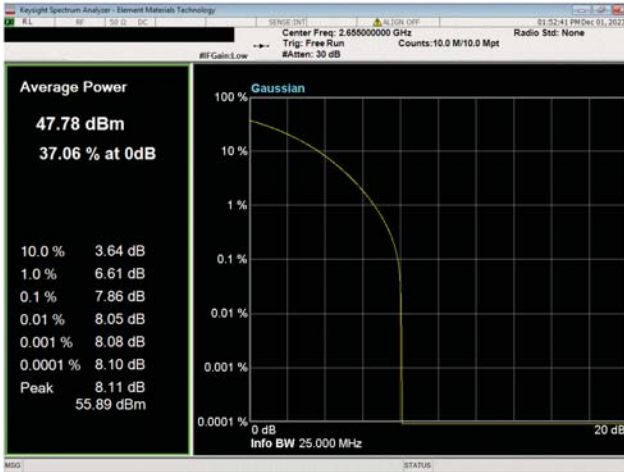 Keysight Spectrum Analyzer - Element Materials Technology
RL RF 50 Ω DC SENSE:INT ALIGN OFF 01:52:41 PM Dec 01, 202
Center Freq: 2.655000000 GHz Radio Std: None
Trig: Free Run Counts:10.0 M/10.0 Mpt
#IFGain:Low #Atten: 30 dB
Average Power
47.78 dBm
37.06 % at 0dB
10.0 % 3.64 dB
1.0 % 6.61 dB
0.1 % 7.86 dB
0.01 % 8.05 dB
0.001 % 8.08 dB
0.0001 % 8.10 dB
Peak 8.11 dB
55.89 dBm
Gaussian
100 %
10 %
1 %
0.1 %
0.01 %
0.001 %
0.0001 %
0 dB 20 dB
Info BW 25.000 MHz
MSG STATUS